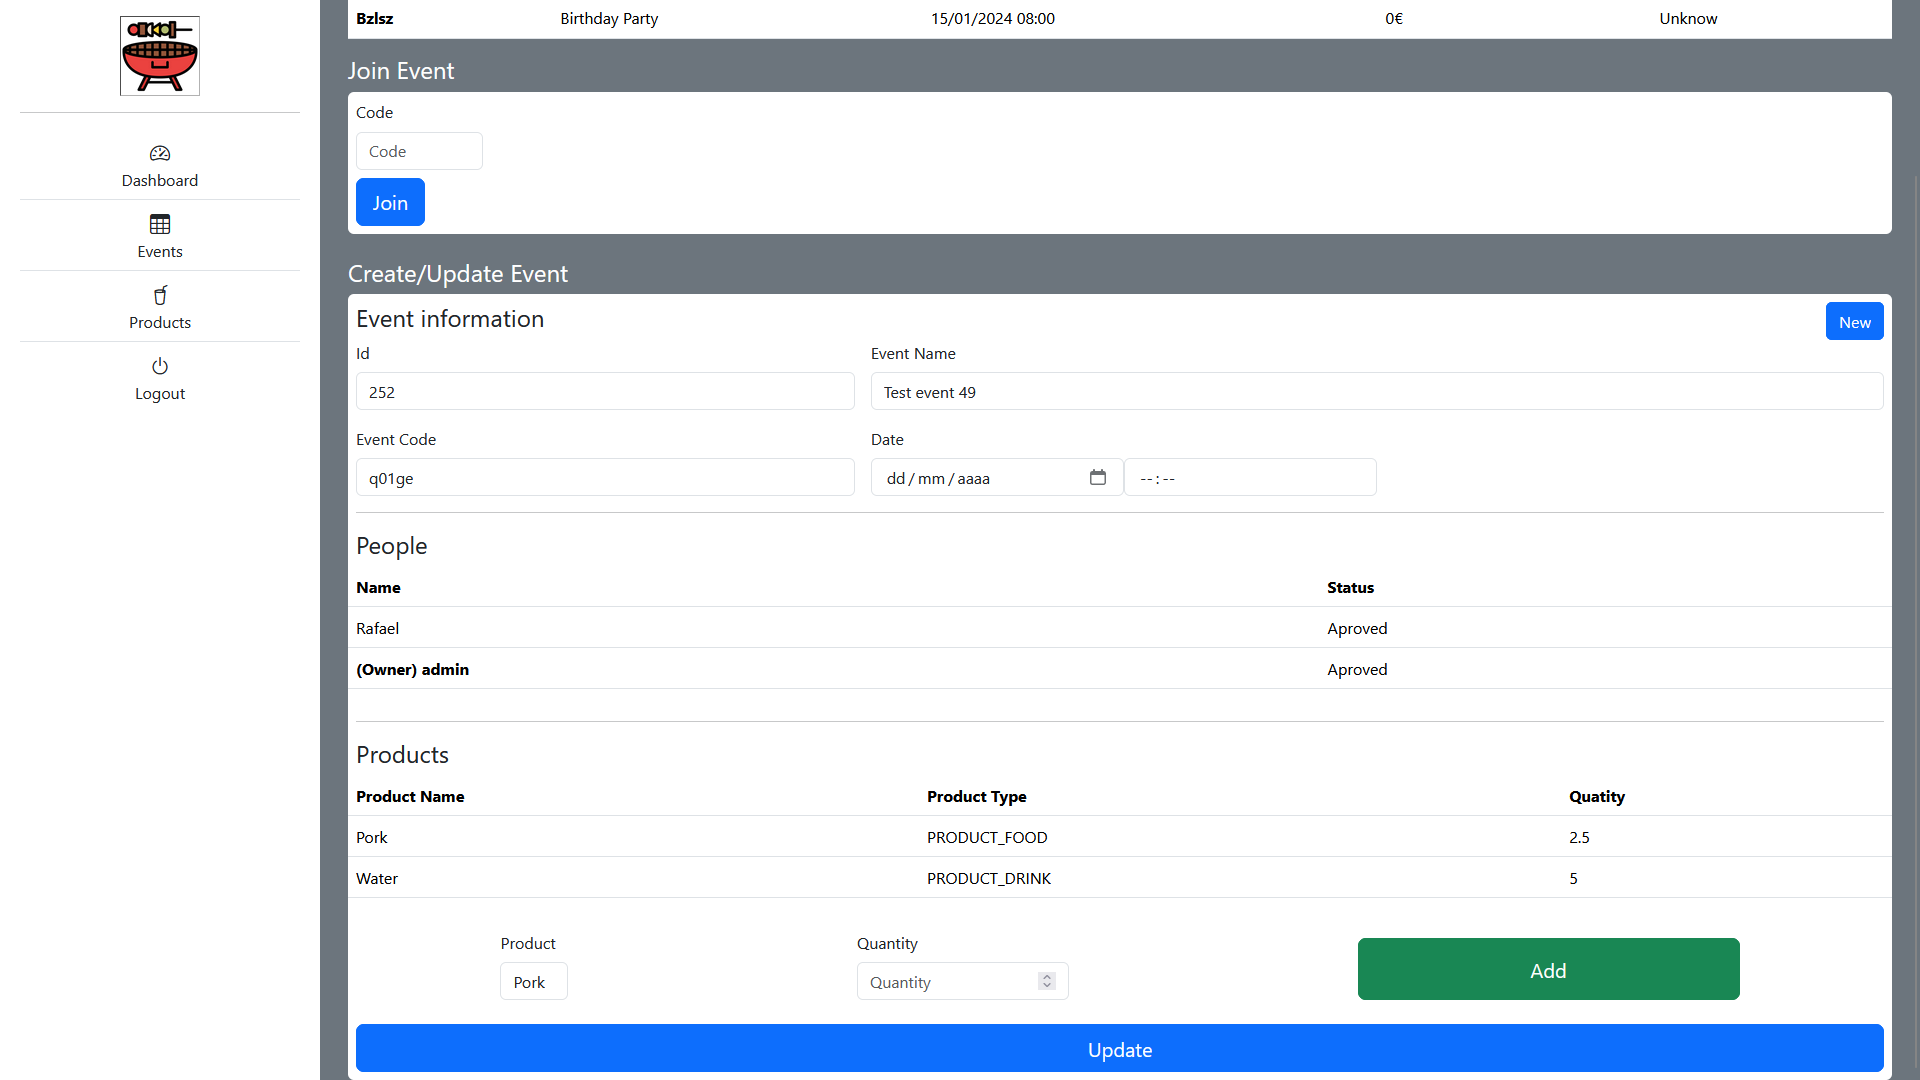 Bzlsz Birthday Party 15/01/2024 08:00 0€ Unknow
Dashboard
Events
Products
Logout
Join Event
Code
Code
Join
Create/Update Event
Event information
New
Id Event Name
252 Test event 49
Event Code Date
q01ge dd/mm/aaaa --:--
People
Name Status
Rafael Aproved
(Owner) admin Aproved
Products
Product Name Product Type Quatity
Pork PRODUCT_FOOD 2.5
Water PRODUCT_DRINK 5
Product Quantity
Pork Quantity Add
Update